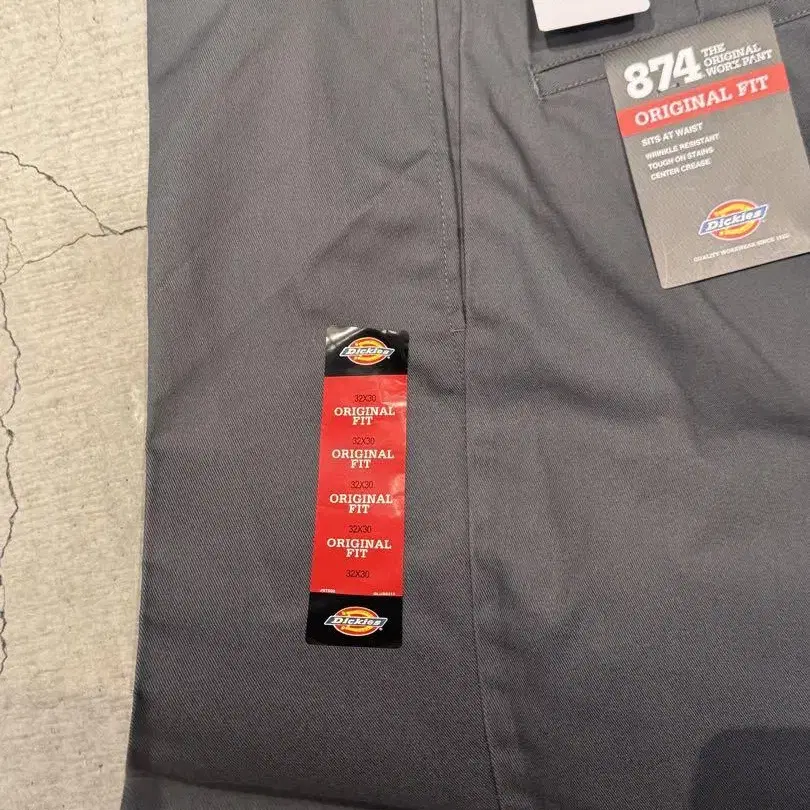 874 THE
ORIGINAL
WORK PANT
ORIGINAL FIT
SITS AT WAIST
WRINKLE RESISTANT
TOUGH ON STAINS
CENTER CREASE
Dickies
QUALITY WORKWEAR SINCE 1922
Dickies
32X30
ORIGINAL
FIT
32X30
ORIGINAL
FIT
32X30
ORIGINAL
FIT
32X30
ORIGINAL
FIT
32X30
Dickies